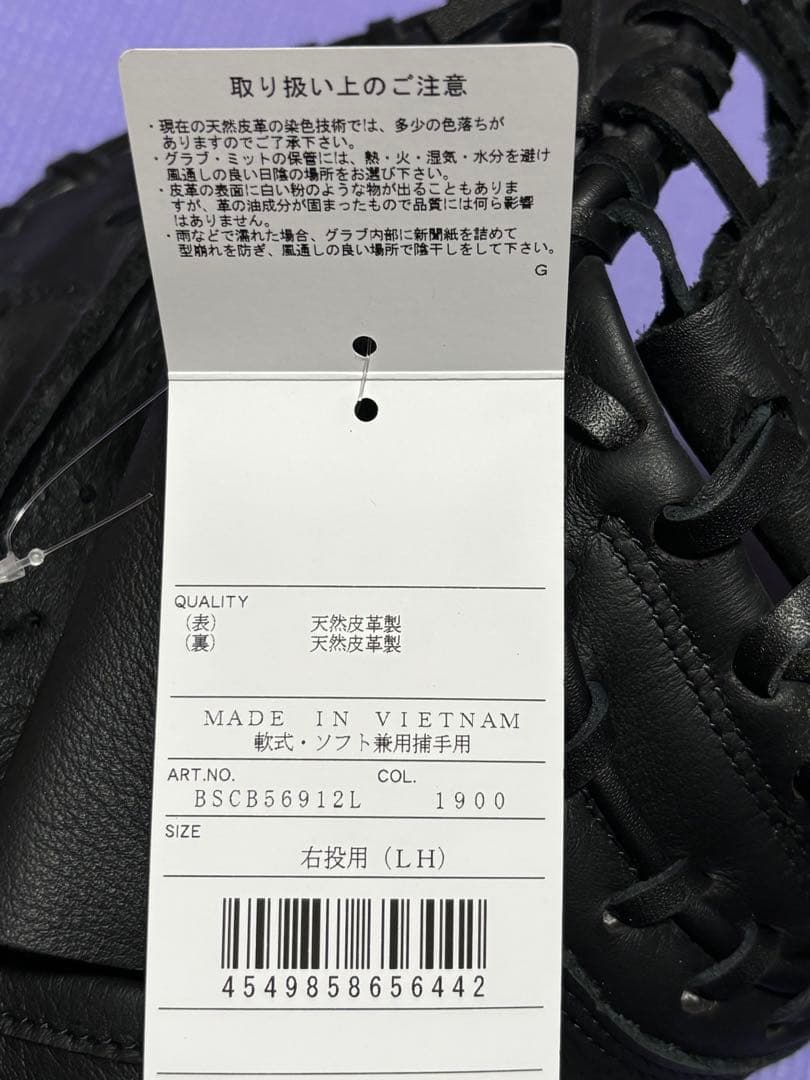 取り扱い上のご注意
・現在の天然皮革の染色技術では、多少の色落ちが
ありますのでご了承下さい。
・グラブ・ミットの保管には、熱・火・湿気・水分を避け
風通しの良い日陰の場所をお選び下さい。
・皮革の表面に白い粉のような物が出ることもありま
すが、革の油成分が固まったもので品質には何ら影響
はありません。
・雨などで濡れた場合、グラブ内部に新聞紙を詰めて
型崩れを防ぎ、風通しの良い場所で陰干しをして下さい。
G
QUALITY
（表） 天然皮革製
（裏） 天然皮革製
MADE IN VIETNAM
軟式・ソフト兼用捕手用
ART.NO. COL.
BSCB56912L 1900
SIZE
右投用（LH）
4549858656442